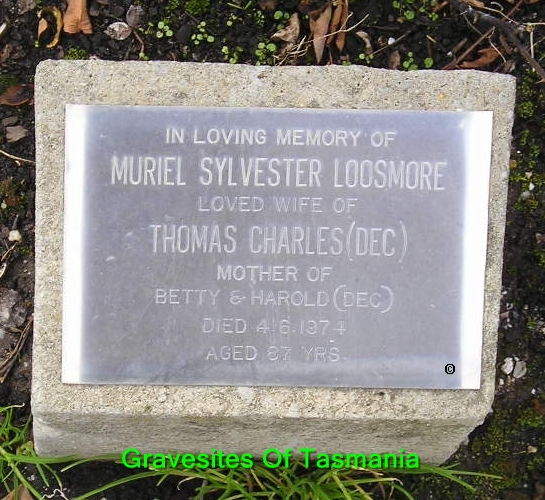 IN LOVING MEMORY OF
MURIEL SYLVESTER LOOSMORE
LOVED WIFE OF
THOMAS CHARLES (DEC)
MOTHER OF
BETTY & HAROLD (DEC)
DIED 4.6.1974
AGED 87 YRS.
©
Gravesites Of Tasmania